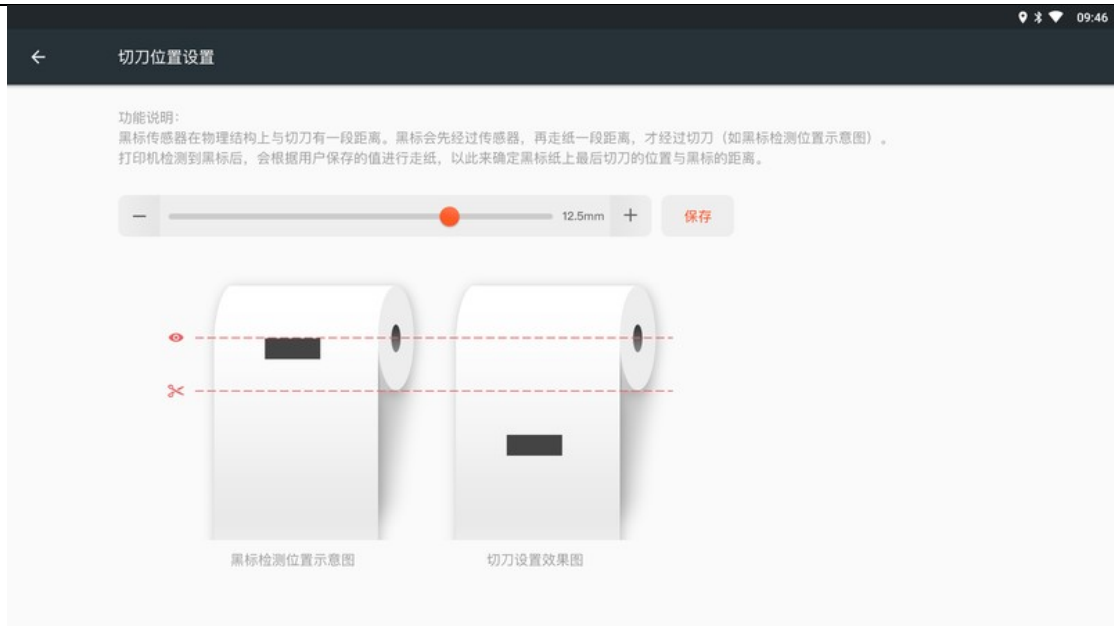 09:46
切刀位置设置
功能说明：
黑标传感器在物理结构上与切刀有一段距离。黑标会先经过传感器，再走纸一段距离，才经过切刀（如黑标检测位置示意图）。
打印机检测到黑标后，会根据用户保存的值进行走纸，以此来确定黑标纸上最后切刀的位置与黑标的距离。
12.5mm
保存
黑标检测位置示意图
切刀设置效果图